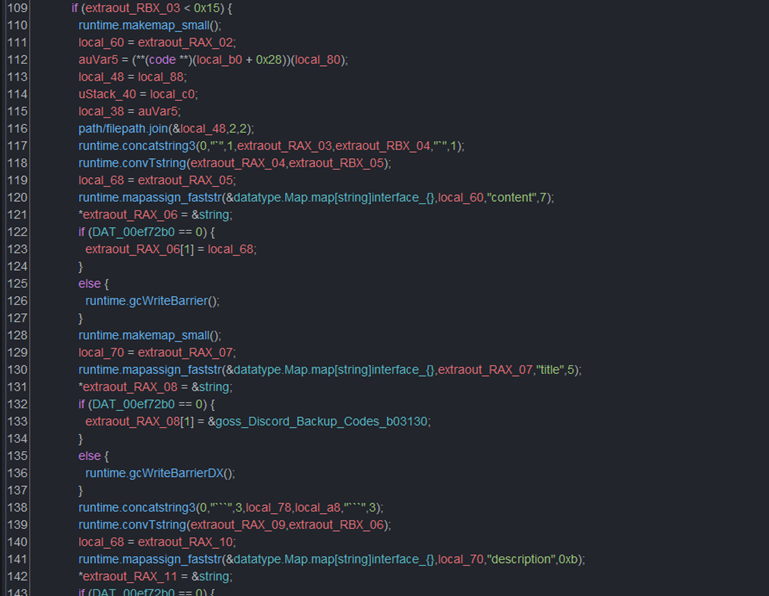 109 if (extraout_RBX_03 < 0x15) {
110 runtime.makemap_small();
111 local_60 = extraout_RAX_02;
112 auVar5 = (**(code **)(local_b0 + 0x28))(local_80);
113 local_48 = local_88;
114 uStack_40 = local_c0;
115 local_38 = auVar5;
116 path/filepath.join(&local_48,2,2);
117 runtime.concatstring3(0,"`",1,extraout_RAX_03,extraout_RBX_04,"`",1);
118 runtime.convTstring(extraout_RAX_04,extraout_RBX_05);
119 local_68 = extraout_RAX_05;
120 runtime.mapassign_faststr(&datatype.Map.map[string]interface_{},local_60,"content",7);
121 *extraout_RAX_06 = &string;
122 if (DAT_00ef72b0 == 0) {
123 extraout_RAX_06[1] = local_68;
124 }
125 else {
126 runtime.gcWriteBarrier();
127 }
128 runtime.makemap_small();
129 local_70 = extraout_RAX_07;
130 runtime.mapassign_faststr(&datatype.Map.map[string]interface_{},extraout_RAX_07,"title",5);
131 *extraout_RAX_08 = &string;
132 if (DAT_00ef72b0 == 0) {
133 extraout_RAX_08[1] = &goss_Discord_Backup_Codes_b03130;
134 }
135 else {
136 runtime.gcWriteBarrierDX();
137 }
138 runtime.concatstring3(0,"```",3,local_78,local_a8,"```",3);
139 runtime.convTstring(extraout_RAX_09,extraout_RBX_06);
140 local_68 = extraout_RAX_10;
141 runtime.mapassign_faststr(&datatype.Map.map[string]interface_{},local_70,"description",0xb);
142 *extraout_RAX_11 = &string;
143 if (DAT_00ef72b0 == 0) {